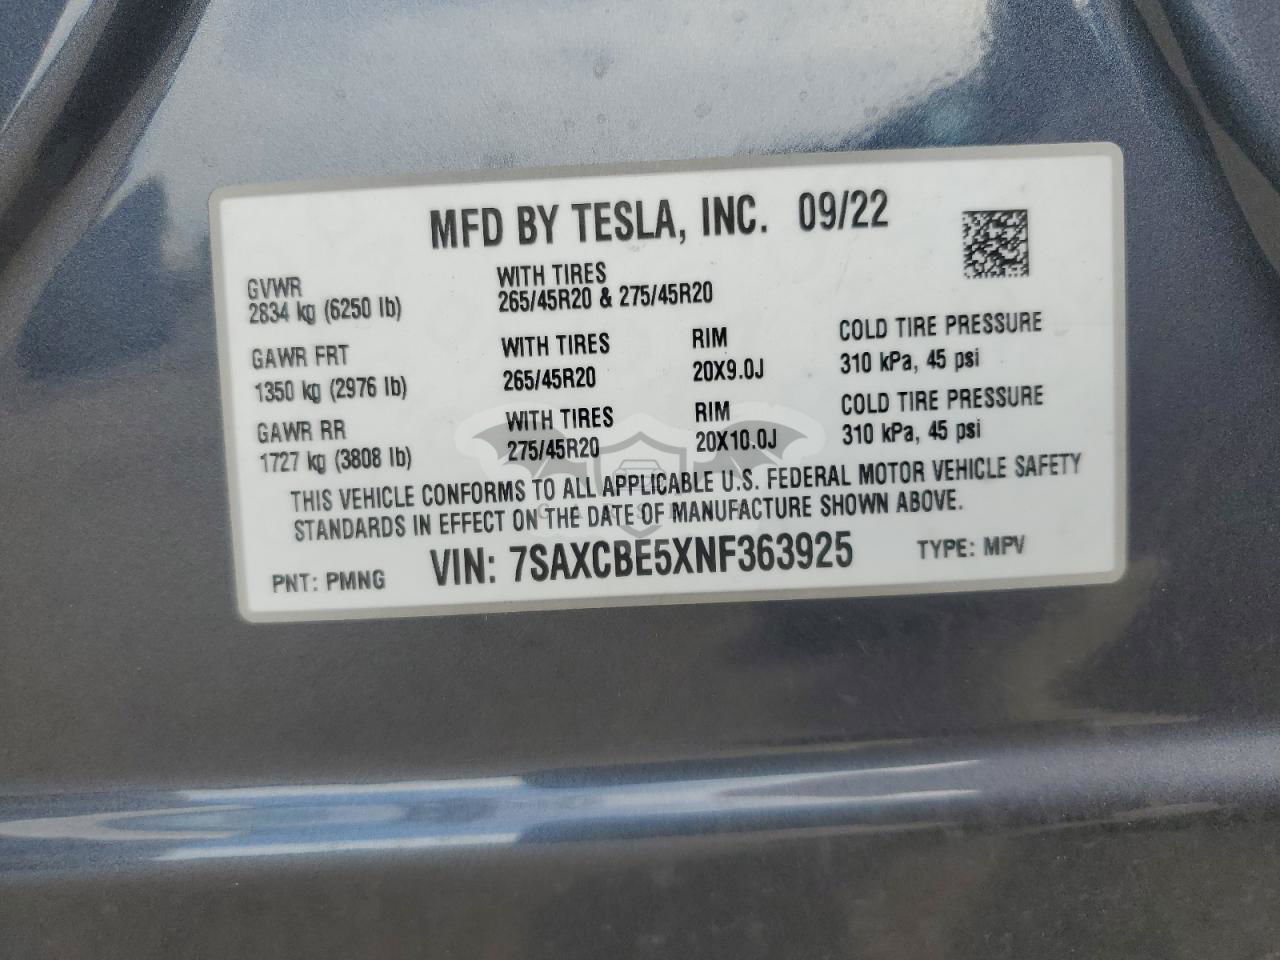 MFD BY TESLA, INC. 09/22
GVWR
2834 kg (6250 lb)
WITH TIRES
265/45R20 & 275/45R20
GAWR FRT
1350 kg (2976 lb)
WITH TIRES
265/45R20
RIM
20X9.0J
COLD TIRE PRESSURE
310 kPa, 45 psi
GAWR RR
1727 kg (3808 lb)
WITH TIRES
275/45R20
RIM
20X10.0J
COLD TIRE PRESSURE
310 kPa, 45 psi
THIS VEHICLE CONFORMS TO ALL APPLICABLE U.S. FEDERAL MOTOR VEHICLE SAFETY
STANDARDS IN EFFECT ON THE DATE OF MANUFACTURE SHOWN ABOVE.
PNT: PMNG VIN: 7SAXCBE5XNF363925 TYPE: MPV